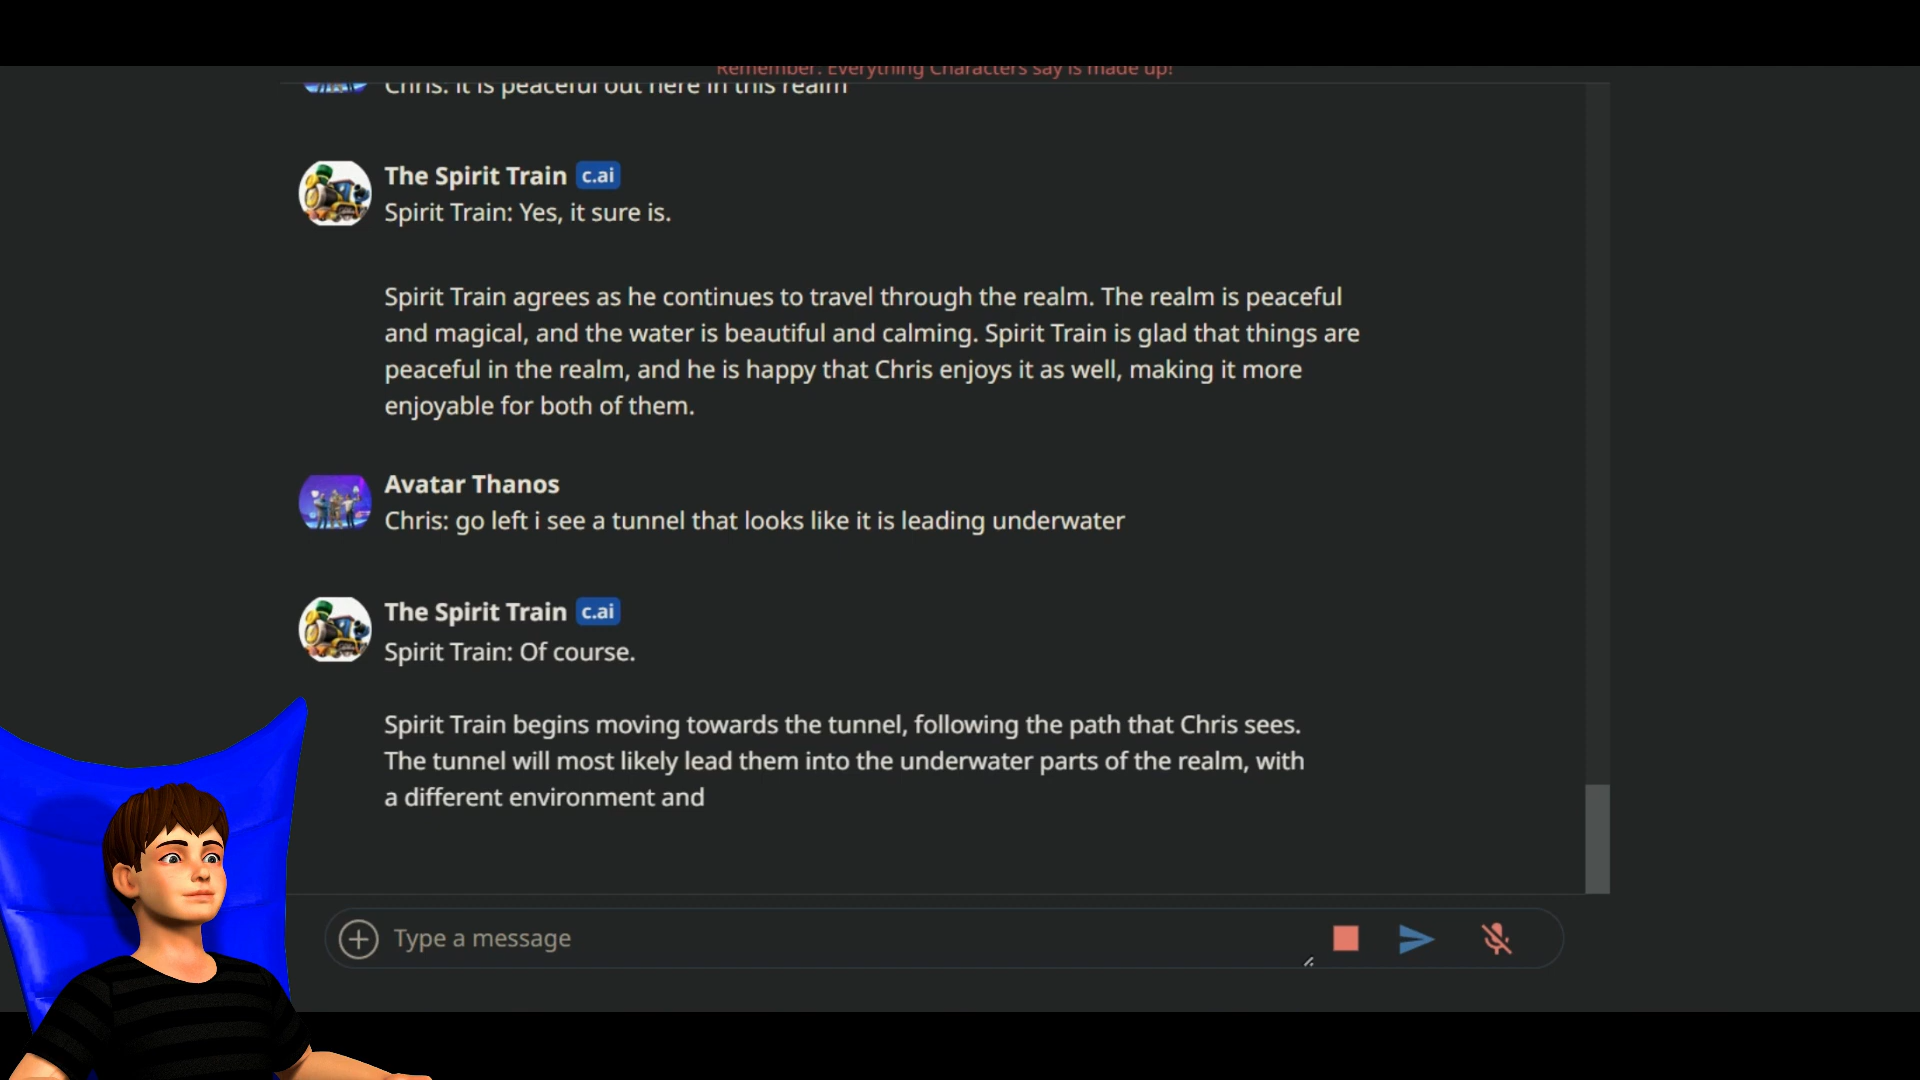 Remember: Everything Characters say is made up!
Chris: it is peaceful out here in this realm
The Spirit Train c.ai
Spirit Train: Yes, it sure is.
Spirit Train agrees as he continues to travel through the realm. The realm is peaceful
and magical, and the water is beautiful and calming. Spirit Train is glad that things are
peaceful in the realm, and he is happy that Chris enjoys it as well, making it more
enjoyable for both of them.
Avatar Thanos
Chris: go left i see a tunnel that looks like it is leading underwater
The Spirit Train c.ai
Spirit Train: Of course.
Spirit Train begins moving towards the tunnel, following the path that Chris sees.
The tunnel will most likely lead them into the underwater parts of the realm, with
a different environment and
Type a message